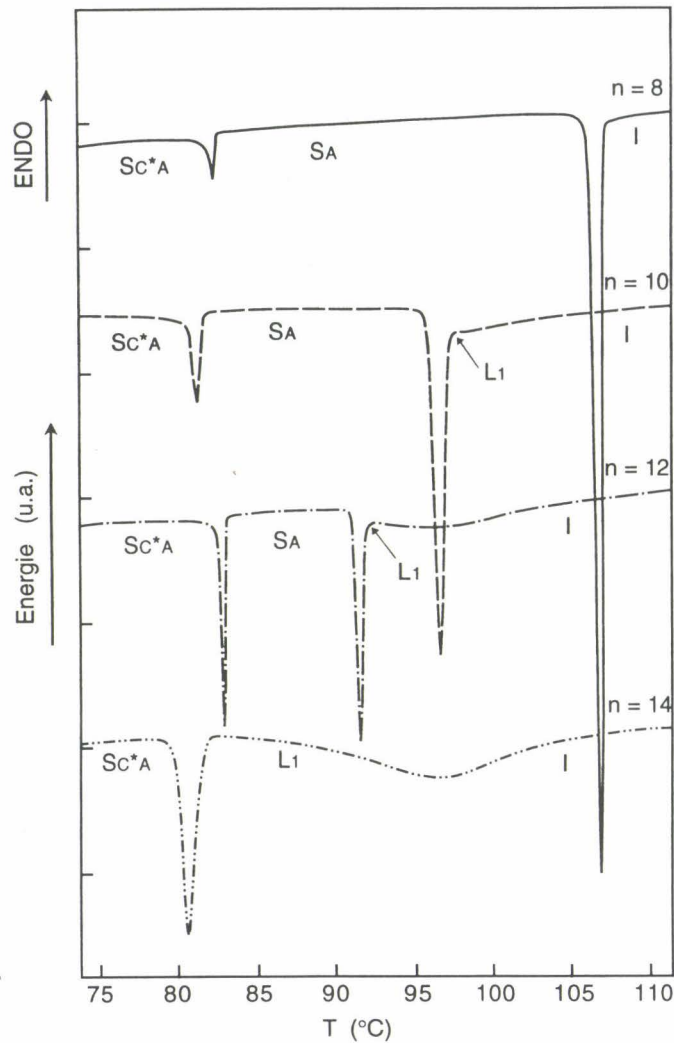 n = 8
ENDO
Sc*A
SA
I
n = 10
Sc*A
SA
I
L1
n = 12
Energie (u.a.)
Sc*A
SA
L1
I
n = 14
Sc*A
L1
I
75 80 85 90 95 100 105 110
T (°C)